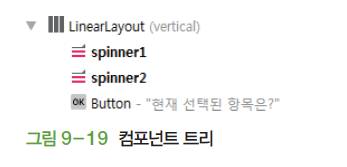 LinearLayout (vertical)
spinner1
spinner2
OK Button - "현재 선택된 항목은?"
그림 9-19 컴포넌트 트리